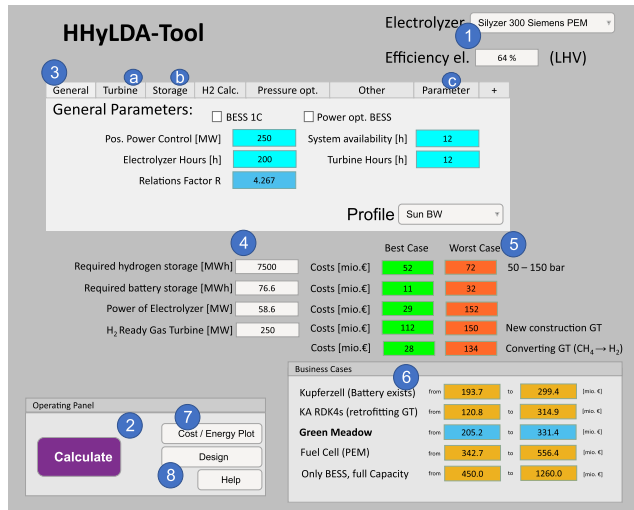 HHyLDA-Tool
Electrolyzer Silyzer 300 Siemens PEM
1
Efficiency el. 64 % (LHV)
3 a b c
General Turbine Storage H2 Calc. Pressure opt. Other Parameter +
General Parameters: BESS 1C Power opt. BESS
Pos. Power Control [MW] 250 System availability [h] 12
Electrolyzer Hours [h] 200 Turbine Hours [h] 12
Relations Factor R 4.267
Profile Sun BW
4 Best Case Worst Case 5
Required hydrogen storage [MWh] 7500 Costs [mio.€] 52 72 50 – 150 bar
Required battery storage [MWh] 76.6 Costs [mio.€] 11 32
Power of Electrolyzer [MW] 58.6 Costs [mio.€] 29 152
H2 Ready Gas Turbine [MW] 250 Costs [mio.€] 112 150 New construction GT
Costs [mio.€] 28 134 Converting GT (CH4 → H2)
Business Cases
6
Kupferzell (Battery exists) from 193.7 to 299.4 [mio. €]
KA RDK4s (retrofitting GT) from 120.8 to 314.9 [mio. €]
Green Meadow from 205.2 to 331.4 [mio. €]
Fuel Cell (PEM) from 342.7 to 556.4 [mio. €]
Only BESS, full Capacity from 450.0 to 1260.0 [mio. €]
Operating Panel
2 7
Calculate
Cost / Energy Plot
Design
8
Help